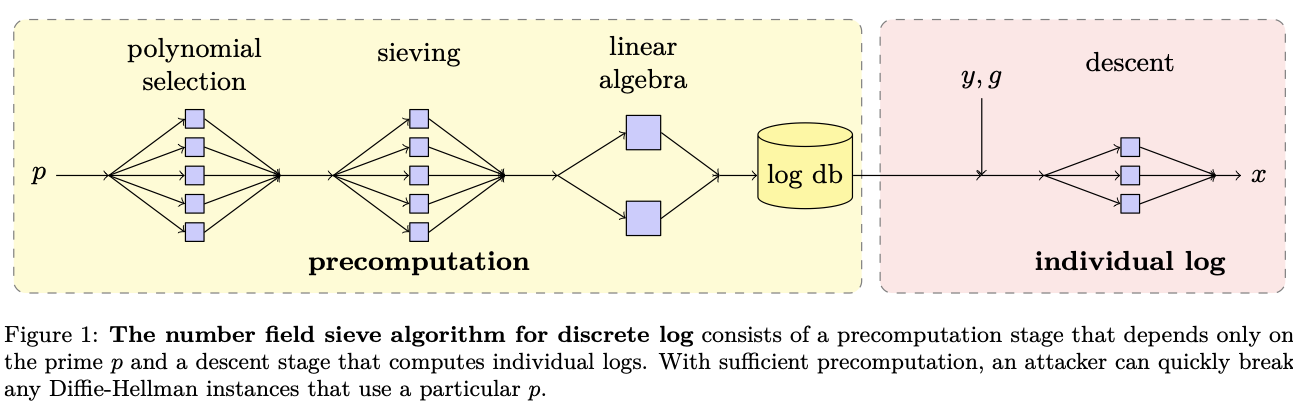 polynomial
selection
sieving
linear
algebra
p
log db
precomputation
y, g
descent
x
individual log
Figure 1: The number field sieve algorithm for discrete log consists of a precomputation stage that depends only on
the prime p and a descent stage that computes individual logs. With sufficient precomputation, an attacker can quickly break
any Diffie-Hellman instances that use a particular p.